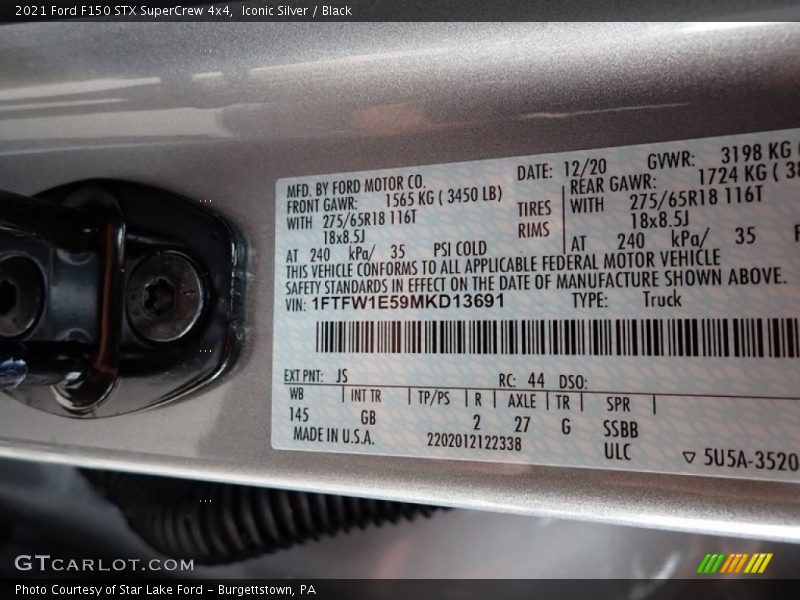 2021 Ford F150 STX SuperCrew 4x4,  Iconic Silver / Black
MFD. BY FORD MOTOR CO.
DATE: 12/20
GVWR: 3198 KG (
FRONT GAWR: 1565 KG ( 3450 LB)
REAR GAWR: 1724 KG ( 38
WITH 275/65R18 116T
TIRES
WITH 275/65R18 116T
18x8.5J
RIMS
18x8.5J
AT 240 kPa/ 35 PSI COLD
AT 240 kPa/ 35
THIS VEHICLE CONFORMS TO ALL APPLICABLE FEDERAL MOTOR VEHICLE
SAFETY STANDARDS IN EFFECT ON THE DATE OF MANUFACTURE SHOWN ABOVE.
VIN: 1FTFW1E59MKD13691
TYPE: Truck
EXT PNT: JS
RC: 44 DSO:
WB | INT TR | TP/PS | R | AXLE | TR | SPR |
145 GB 2 27 G SSBB
MADE IN U.S.A.
2202012122338
ULC
▽ 5U5A-3520
GTcarlot.com
Photo Courtesy of Star Lake Ford - Burgettstown, PA